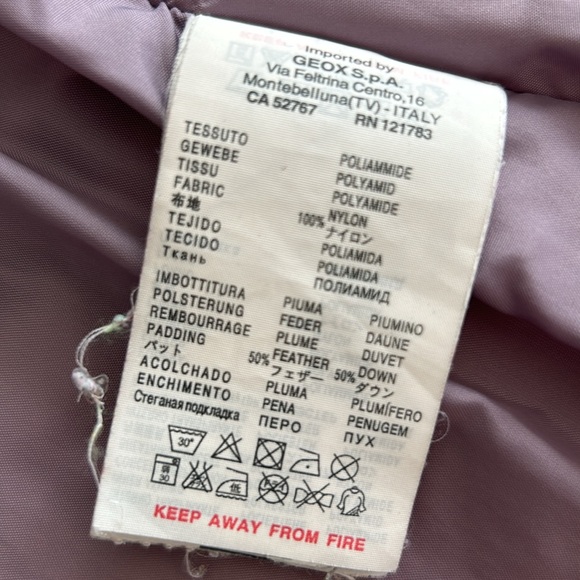 Imported by
GEOX S.p.A.
Via Feltrina Centro,16
Montebelluna(TV) - ITALY
CA 52767 RN 121783
TESSUTO POLIAMMIDE
GEWEBE POLYAMID
TISSU POLYAMIDE
FABRIC 100% NYLON
布地 ナイロン
TEJIDO POLIAMIDA
TECIDO POLIAMIDA
Ткань ПОЛИАМИД
IMBOTTITURA PIUMA PIUMINO
POLSTERUNG FEDER DAUNE
REMBOURRAGE PLUME DUVET
PADDING 50% FEATHER 50% DOWN
パット フェザー ダウン
ACOLCHADO PLUMA PLUMÍFERO
ENCHIMENTO PENA PENUGEM
Стеганая подкладка ПЕРО ПУХ
30°
弱 30 低
KEEP AWAY FROM FIRE